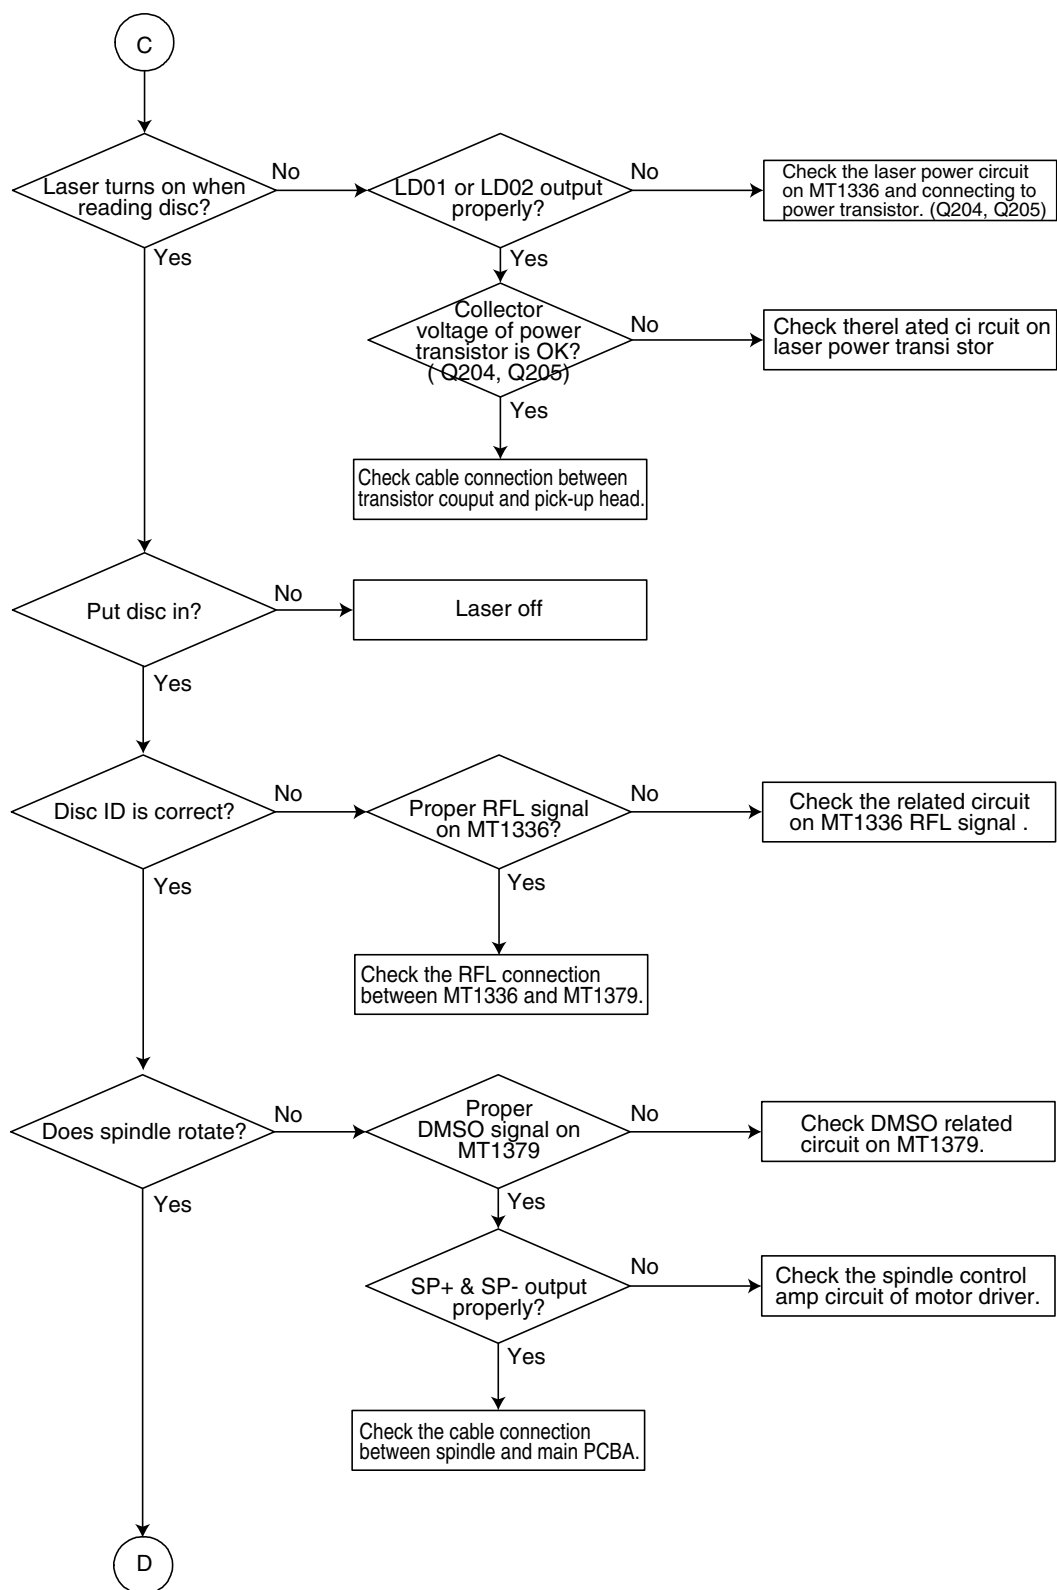 C
Laser turns on when
reading disc?
No
LD01 or LD02 output
properly?
No
Check the laser power circuit
on MT1336 and connecting to
power transistor. (Q204, Q205)
Yes
Yes
Collector
voltage of power
transistor is OK?
( Q204, Q205)
No
Check therel ated ci rcuit on
laser power transi stor
Yes
Check cable connection between
transistor couput and pick-up head.
Put disc in?
No
Laser off
Yes
Disc ID is correct?
No
Proper RFL signal
on MT1336?
No
Check the related circuit
on MT1336 RFL signal .
Yes
Yes
Check the RFL connection
between MT1336 and MT1379.
Does spindle rotate?
No
Proper
DMSO signal on
MT1379
No
Check DMSO related
circuit on MT1379.
Yes
Yes
SP+ & SP- output
properly?
No
Check the spindle control
amp circuit of motor driver.
Yes
Check the cable connection
between spindle and main PCBA.
D